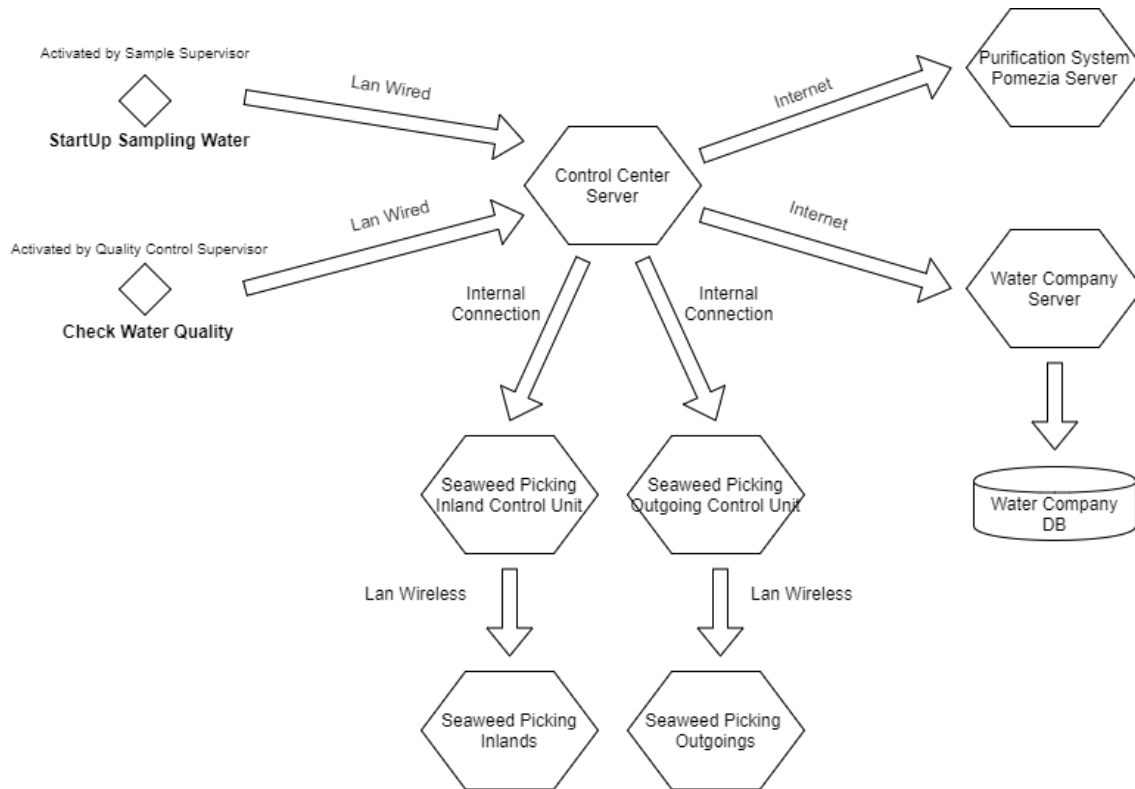 Activated by Sample Supervisor
StartUp Sampling Water
Lan Wired
Activated by Quality Control Supervisor
Check Water Quality
Lan Wired
Control Center
Server
Internet
Purification System
Pomezia Server
Internet
Water Company
Server
Water Company
DB
Internal
Connection
Internal
Connection
Seaweed Picking
Inland Control Unit
Seaweed Picking
Outgoing Control Unit
Lan Wireless
Lan Wireless
Seaweed Picking
Inlands
Seaweed Picking
Outgoings